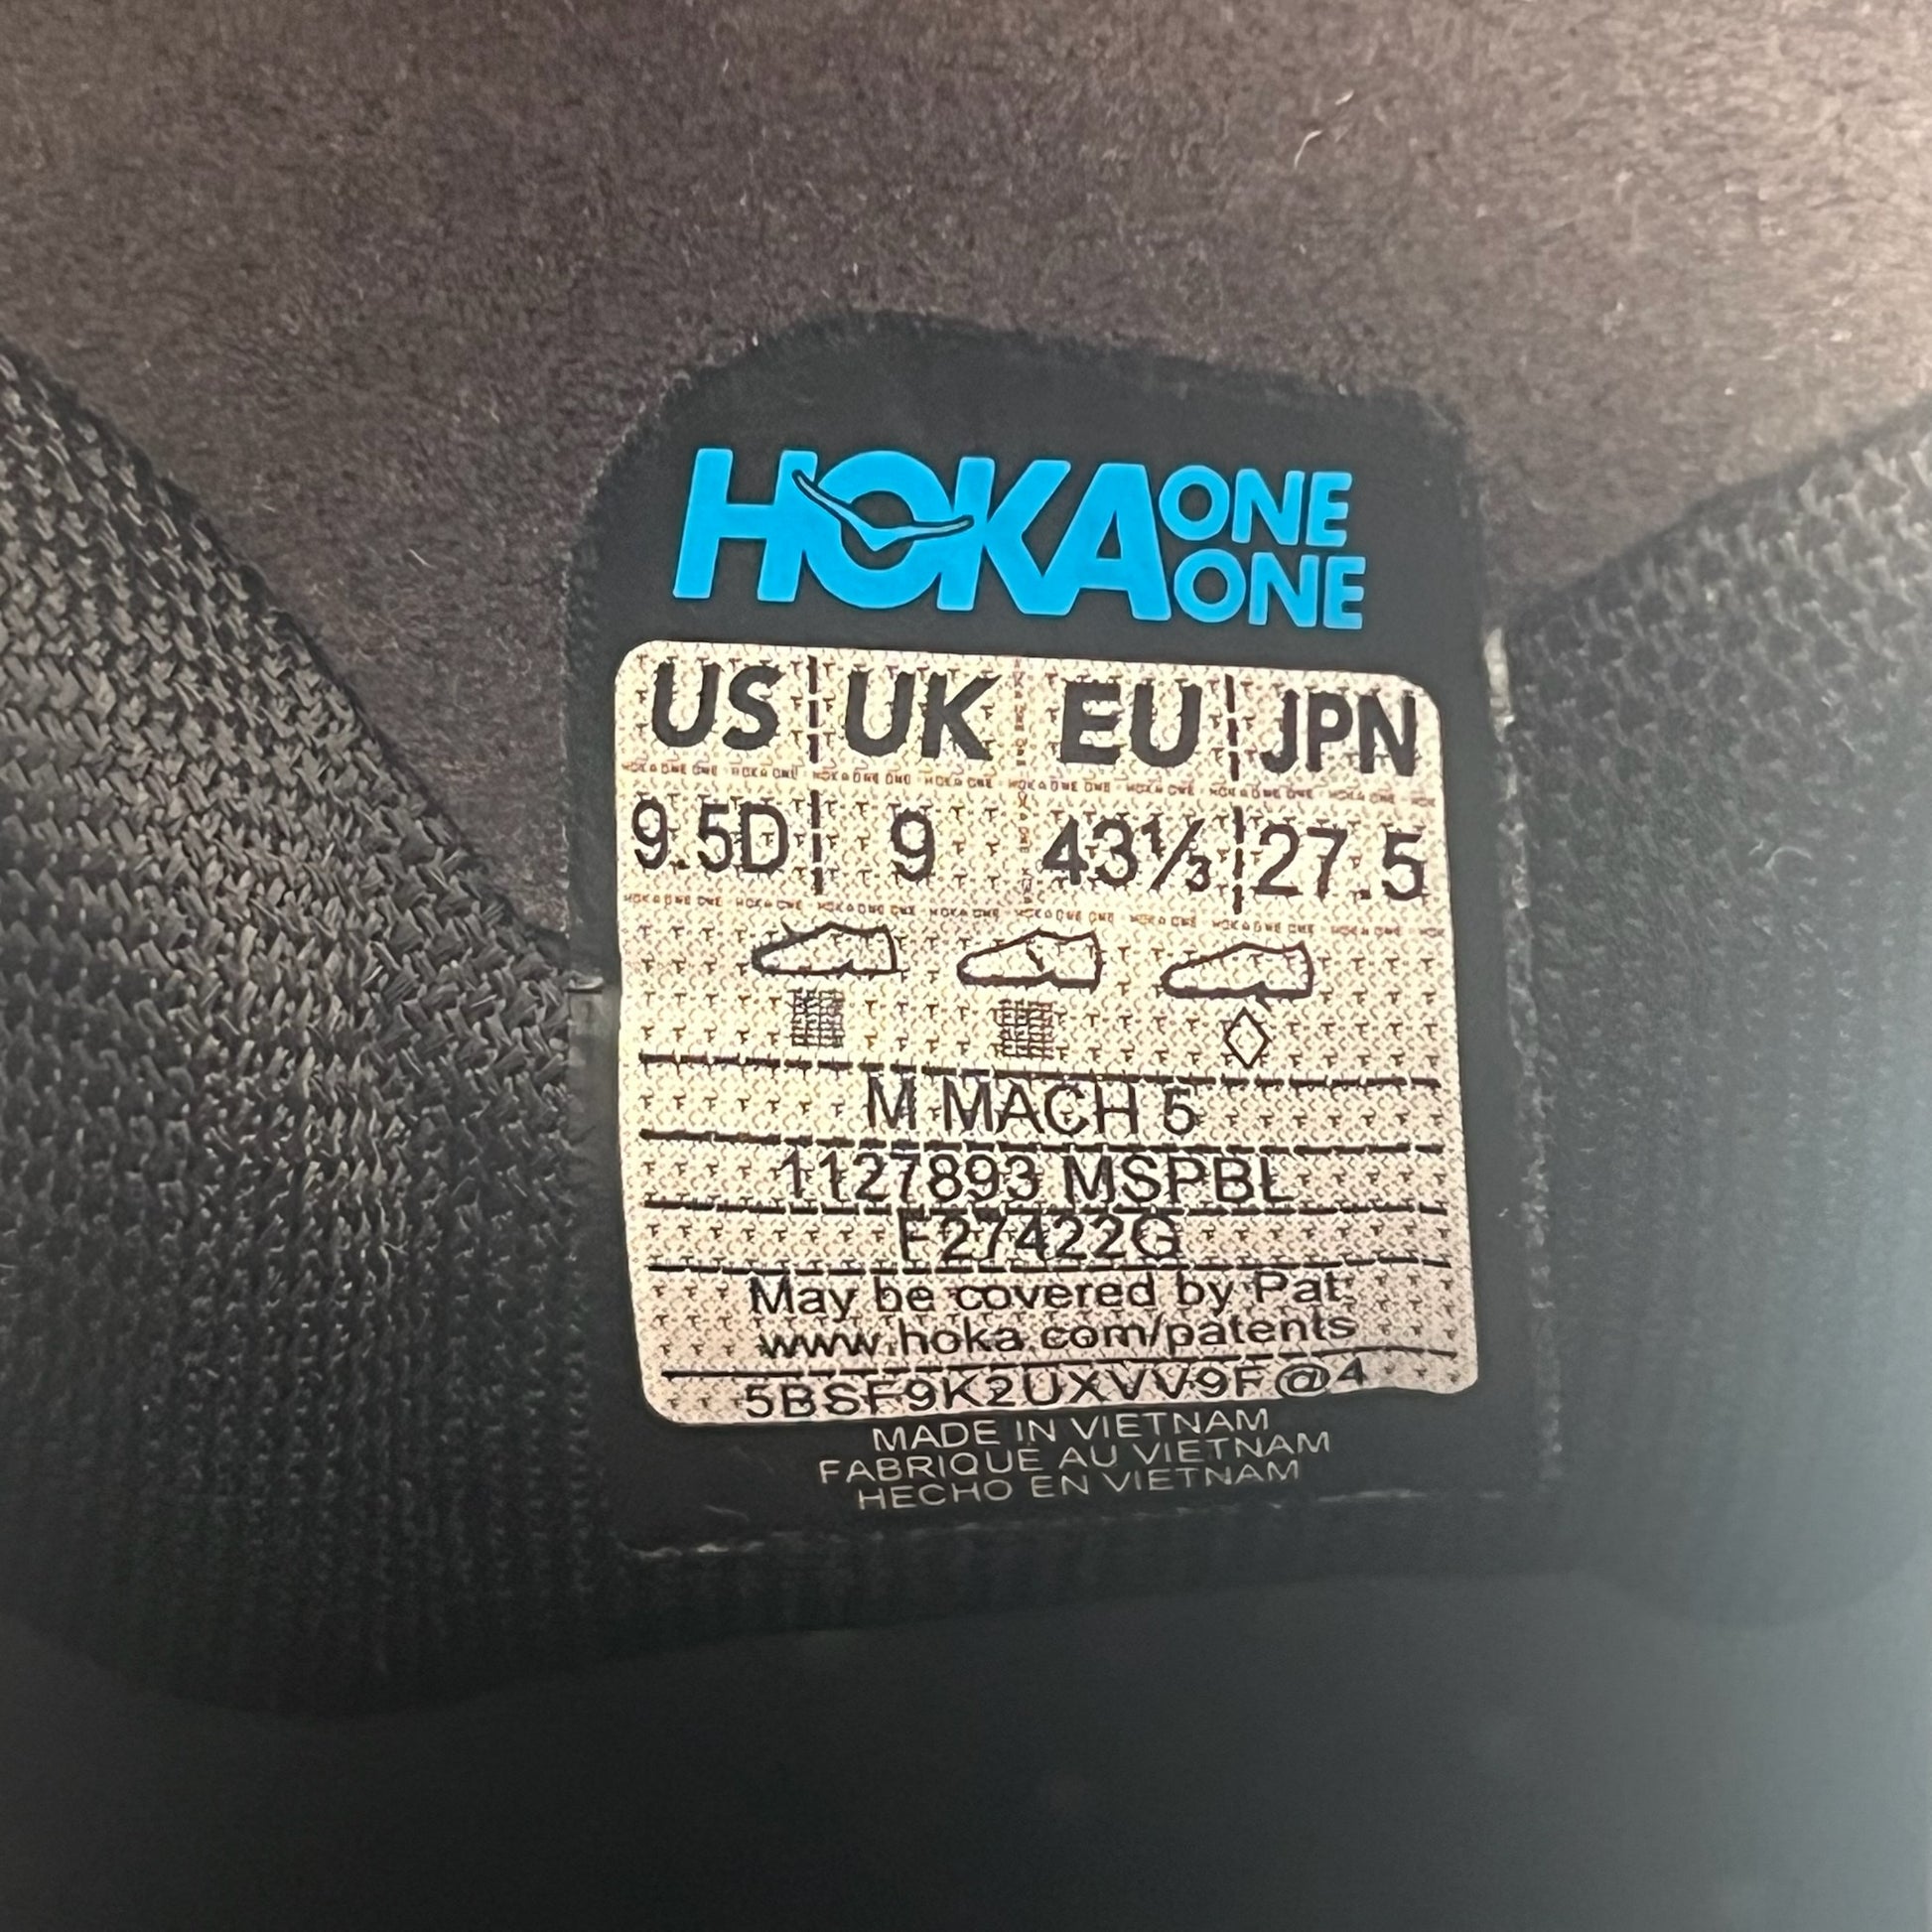 HOKA ONE ONE
US UK EU JPN
9.5D 9 43⅓ 27.5
M MACH 5
1127893 MSPBL
F27422G
May be covered by Pat.
www.hoka.com/patents
5BSF9K2UXVV9F@4
MADE IN VIETNAM
FABRIQUE AU VIETNAM
HECHO EN VIETNAM